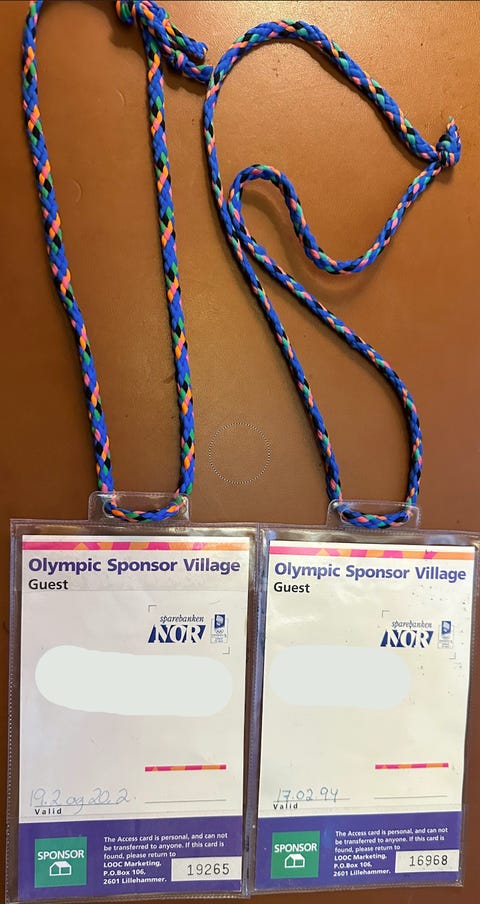 Olympic Sponsor Village
Guest
sparebanken
NOR
19.2 og 20.2.
Valid
SPONSOR
The Access card is personal, and can not
be transferred to anyone. If this card is
found, please return to
LOOC Marketing,
P.O.Box 106,
2601 Lillehammer.
19265
Olympic Sponsor Village
Guest
sparebanken
NOR
17.02.94
Valid
SPONSOR
The Access card is personal, and can not
be transferred to anyone. If this card is
found, please return to
LOOC Marketing,
P.O.Box 106,
2601 Lillehammer.
16968